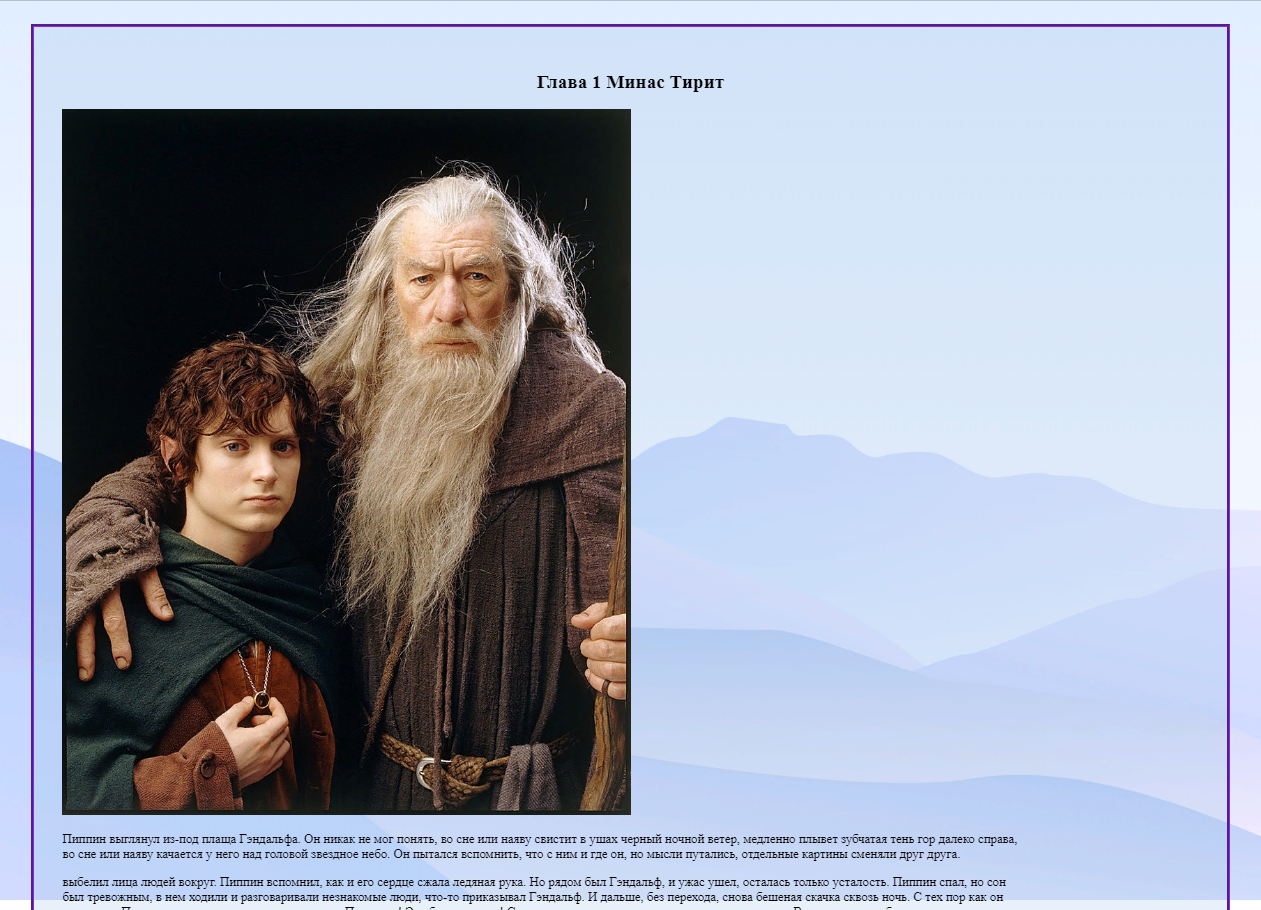 Глава 1 Минас Тирит
Пиппин выглянул из-под плаща Гэндальфа. Он никак не мог понять, во сне или наяву свистит в ушах черный ночной ветер, медленно плывет зубчатая тень гор далеко справа,
во сне или наяву качается у него над головой звездное небо. Он пытался вспомнить, что с ним и где он, но мысли путались, отдельные картины сменяли друг друга.
выбелил лица людей вокруг. Пиппин вспомнил, как и его сердце сжала ледяная рука. Но рядом был Гэндальф, и ужас ушел, осталась только усталость. Пиппин спал, но сон
был тревожным, в нем ходили и разговаривали незнакомые люди, что-то приказывал Гэндальф. И дальше, без перехода, снова бешеная скачка сквозь ночь. С тех пор как он